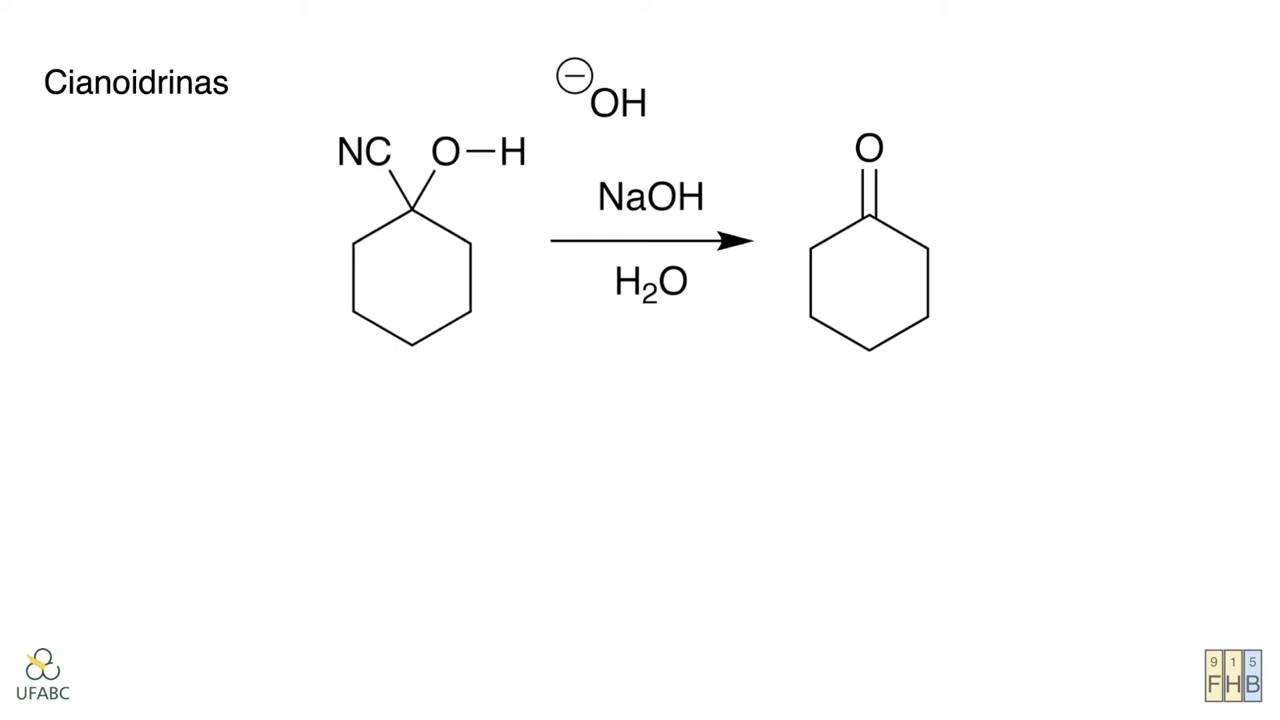 Cianoidrinas
⊖OH
NC O—H
O
NaOH
H₂O
UFABC
9 1 5
F H B